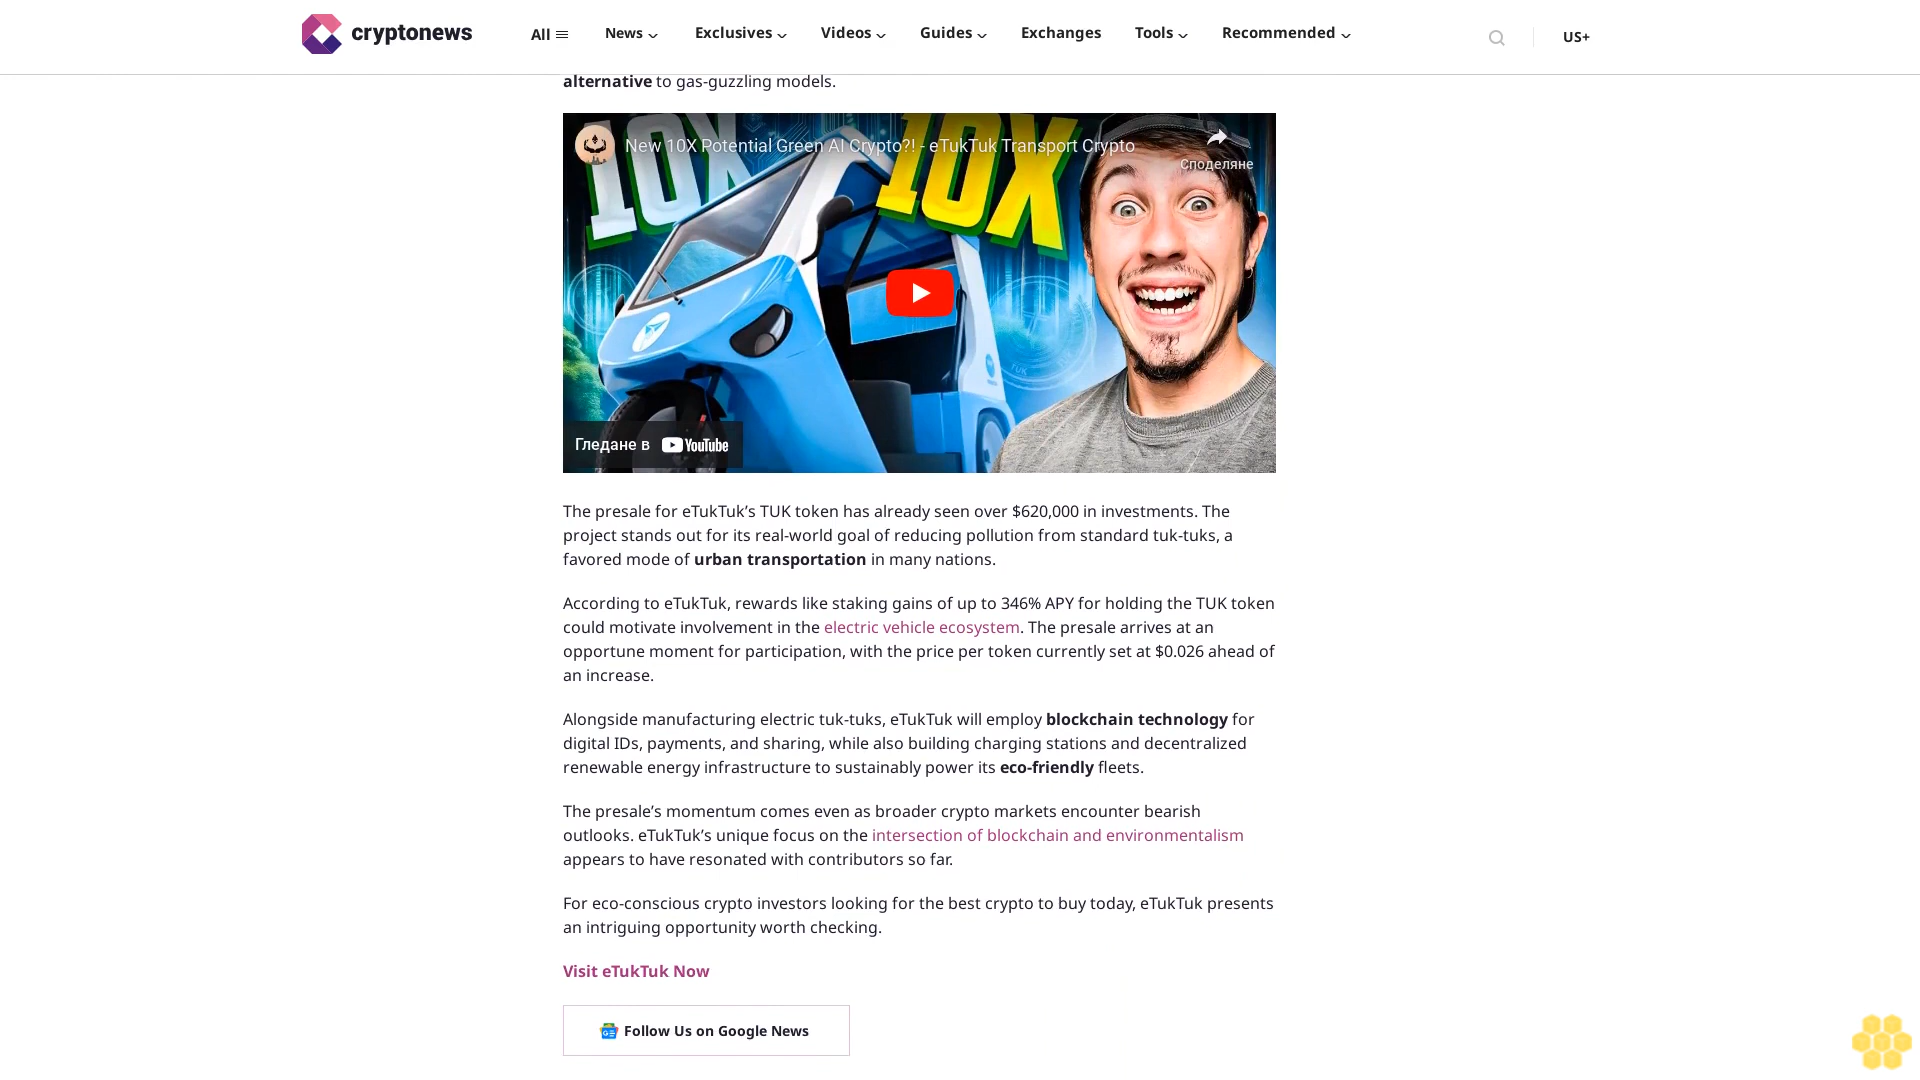 cryptonews
All
News
Exclusives
Videos
Guides
Exchanges
Tools
Recommended
US+
alternative to gas-guzzling models.
10X
10X
New 10X Potential Green AI Crypto?! - eTukTuk Transport Crypto
Споделяне
Гледане в YouTube
The presale for eTukTuk’s TUK token has already seen over $620,000 in investments. The
project stands out for its real-world goal of reducing pollution from standard tuk-tuks, a
favored mode of urban transportation in many nations.
According to eTukTuk, rewards like staking gains of up to 346% APY for holding the TUK token
could motivate involvement in the electric vehicle ecosystem. The presale arrives at an
opportune moment for participation, with the price per token currently set at $0.026 ahead of
an increase.
Alongside manufacturing electric tuk-tuks, eTukTuk will employ blockchain technology for
digital IDs, payments, and sharing, while also building charging stations and decentralized
renewable energy infrastructure to sustainably power its eco-friendly fleets.
The presale’s momentum comes even as broader crypto markets encounter bearish
outlooks. eTukTuk’s unique focus on the intersection of blockchain and environmentalism
appears to have resonated with contributors so far.
For eco-conscious crypto investors looking for the best crypto to buy today, eTukTuk presents
an intriguing opportunity worth checking.
Visit eTukTuk Now
Follow Us on Google News